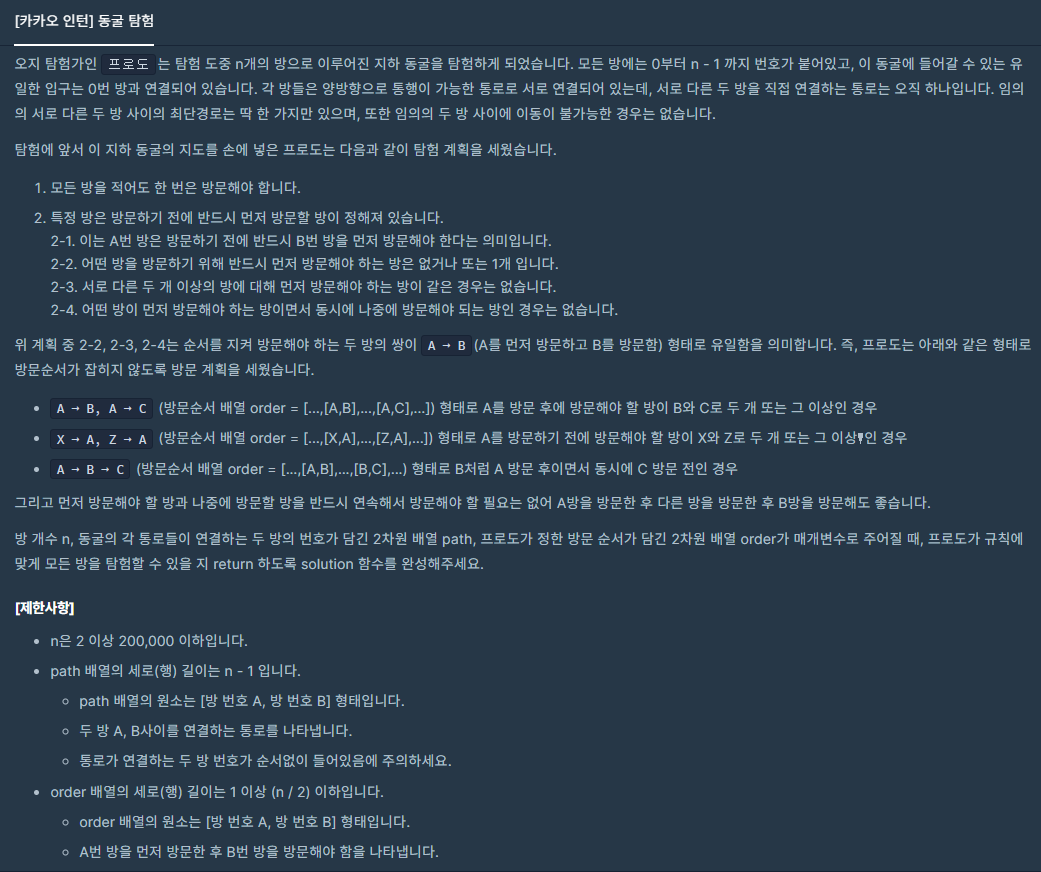 [카카오 인턴] 동굴 탐험
오지 탐험가인 프로도 는 탐험 도중 n개의 방으로 이루어진 지하 동굴을 탐험하게 되었습니다. 모든 방에는 0부터 n - 1 까지 번호가 붙어있고, 이 동굴에 들어갈 수 있는 유
일한 입구는 0번 방과 연결되어 있습니다. 각 방들은 양방향으로 통행이 가능한 통로로 서로 연결되어 있는데, 서로 다른 두 방을 직접 연결하는 통로는 오직 하나입니다. 임의
의 서로 다른 두 방 사이의 최단경로는 딱 한 가지만 있으며, 또한 임의의 두 방 사이에 이동이 불가능한 경우는 없습니다.
탐험에 앞서 이 지하 동굴의 지도를 손에 넣은 프로도는 다음과 같이 탐험 계획을 세웠습니다.
1. 모든 방을 적어도 한 번은 방문해야 합니다.
2. 특정 방은 방문하기 전에 반드시 먼저 방문할 방이 정해져 있습니다.
2-1. 이는 A번 방은 방문하기 전에 반드시 B번 방을 먼저 방문해야 한다는 의미입니다.
2-2. 어떤 방을 방문하기 위해 반드시 먼저 방문해야 하는 방은 없거나 또는 1개 입니다.
2-3. 서로 다른 두 개 이상의 방에 대해 먼저 방문해야 하는 방이 같은 경우는 없습니다.
2-4. 어떤 방이 먼저 방문해야 하는 방이면서 동시에 나중에 방문해야 되는 방인 경우는 없습니다.
위 계획 중 2-2, 2-3, 2-4는 순서를 지켜 방문해야 하는 두 방의 쌍이 A → B (A를 먼저 방문하고 B를 방문함) 형태로 유일함을 의미합니다. 즉, 프로도는 아래와 같은 형태로
방문순서가 잡히지 않도록 방문 계획을 세웠습니다.
• A → B, A → C (방문순서 배열 order = [...,[A,B],...,[A,C],...]) 형태로 A를 방문 후에 방문해야 할 방이 B와 C로 두 개 또는 그 이상인 경우
• X → A, Z → A (방문순서 배열 order = [...,[X,A],...,[Z,A],...]) 형태로 A를 방문하기 전에 방문해야 할 방이 X와 Z로 두 개 또는 그 이상인 경우
• A → B → C (방문순서 배열 order = [...,[A,B],...,[B,C],...) 형태로 B처럼 A 방문 후이면서 동시에 C 방문 전인 경우
그리고 먼저 방문해야 할 방과 나중에 방문할 방을 반드시 연속해서 방문해야 할 필요는 없어 A방을 방문한 후 다른 방을 방문한 후 B방을 방문해도 좋습니다.
방 개수 n, 동굴의 각 통로들이 연결하는 두 방의 번호가 담긴 2차원 배열 path, 프로도가 정한 방문 순서가 담긴 2차원 배열 order가 매개변수로 주어질 때, 프로도가 규칙에
맞게 모든 방을 탐험할 수 있을 지 return 하도록 solution 함수를 완성해주세요.
[제한사항]
• n은 2 이상 200,000 이하입니다.
• path 배열의 세로(행) 길이는 n - 1 입니다.
◦ path 배열의 원소는 [방 번호 A, 방 번호 B] 형태입니다.
◦ 두 방 A, B사이를 연결하는 통로를 나타냅니다.
◦ 통로가 연결하는 두 방 번호가 순서없이 들어있음에 주의하세요.
• order 배열의 세로(행) 길이는 1 이상 (n / 2) 이하입니다.
◦ order 배열의 원소는 [방 번호 A, 방 번호 B] 형태입니다.
◦ A번 방을 먼저 방문한 후 B번 방을 방문해야 함을 나타냅니다.